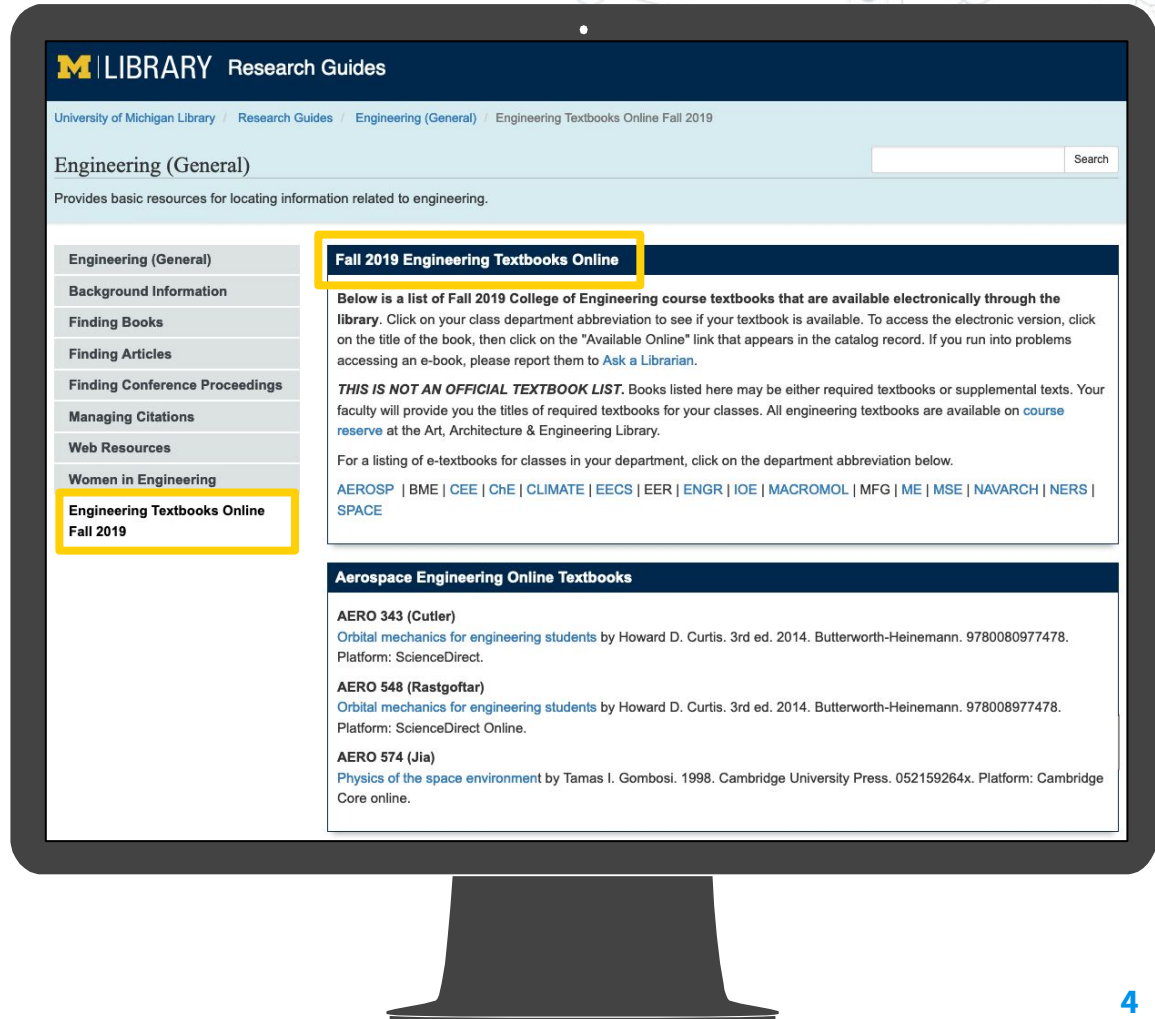 M LIBRARY Research Guides
University of Michigan Library / Research Guides / Engineering (General) / Engineering Textbooks Online Fall 2019
Engineering (General)
Search
Provides basic resources for locating information related to engineering.
Engineering (General)
Background Information
Finding Books
Finding Articles
Finding Conference Proceedings
Managing Citations
Web Resources
Women in Engineering
Engineering Textbooks Online
Fall 2019
Fall 2019 Engineering Textbooks Online
Below is a list of Fall 2019 College of Engineering course textbooks that are available electronically through the
library. Click on your class department abbreviation to see if your textbook is available. To access the electronic version, click
on the title of the book, then click on the "Available Online" link that appears in the catalog record. If you run into problems
accessing an e-book, please report them to Ask a Librarian.
THIS IS NOT AN OFFICIAL TEXTBOOK LIST. Books listed here may be either required textbooks or supplemental texts. Your
faculty will provide you the titles of required textbooks for your classes. All engineering textbooks are available on course
reserve at the Art, Architecture & Engineering Library.
For a listing of e-textbooks for classes in your department, click on the department abbreviation below.
AEROSP | BME | CEE | ChE | CLIMATE | EECS | EER | ENGR | IOE | MACROMOL | MFG | ME | MSE | NAVARCH | NERS |
SPACE
Aerospace Engineering Online Textbooks
AERO 343 (Cutler)
Orbital mechanics for engineering students by Howard D. Curtis. 3rd ed. 2014. Butterworth-Heinemann. 9780080977478.
Platform: ScienceDirect.
AERO 548 (Rastgoftar)
Orbital mechanics for engineering students by Howard D. Curtis. 3rd ed. 2014. Butterworth-Heinemann. 978008977478.
Platform: ScienceDirect Online.
AERO 574 (Jia)
Physics of the space environment by Tamas I. Gombosi. 1998. Cambridge University Press. 052159264x. Platform: Cambridge
Core online.
4